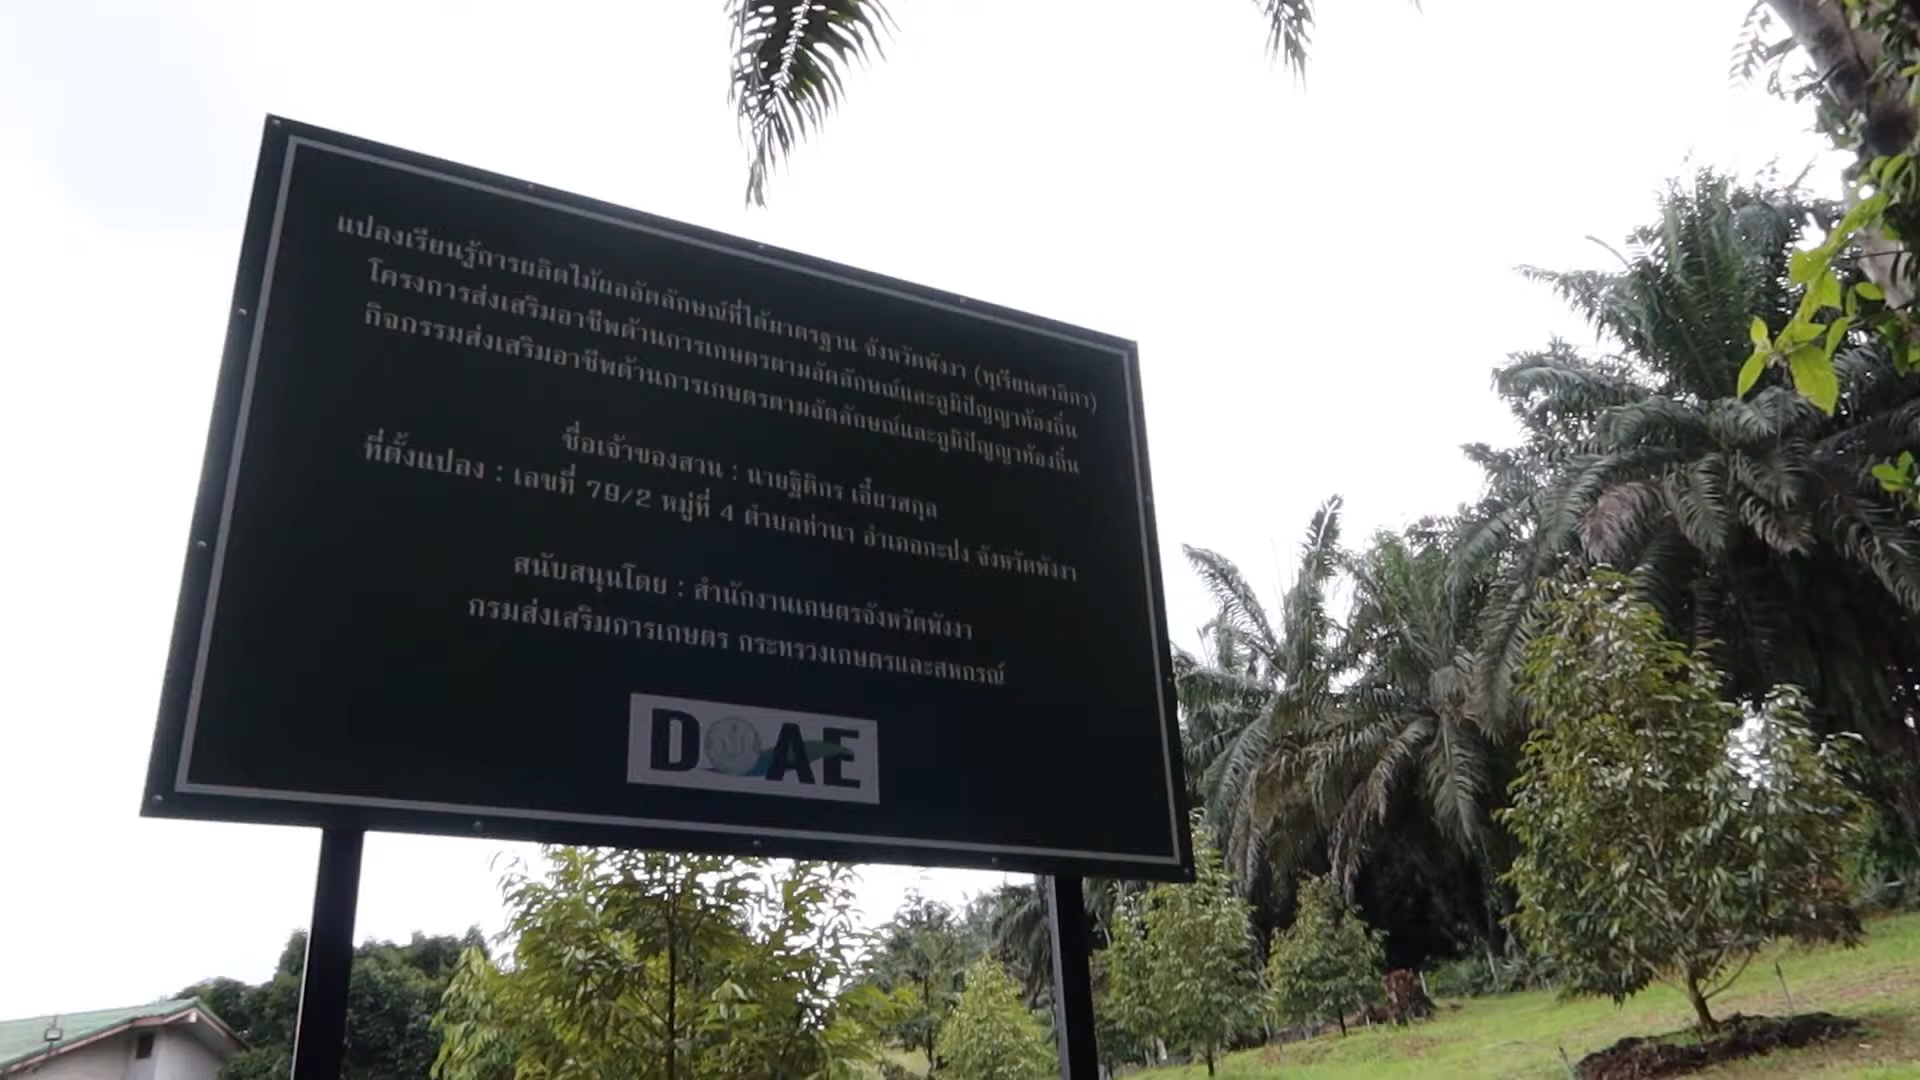 แปลงเรียนรู้การผลิตไม้ผลอัตลักษณ์ที่ได้มาตรฐาน จังหวัดพังงา (ทุเรียนสาลิกา)
โครงการส่งเสริมอาชีพด้านการเกษตรตามอัตลักษณ์และภูมิปัญญาท้องถิ่น
กิจกรรมส่งเสริมอาชีพด้านการเกษตรตามอัตลักษณ์และภูมิปัญญาท้องถิ่น
ชื่อเจ้าของสวน : นายฐิติกร เอี้ยวสกุล
ที่ตั้งแปลง : เลขที่ 79/2 หมู่ที่ 4 ตำบลท่านา อำเภอกะปง จังหวัดพังงา
สนับสนุนโดย : สำนักงานเกษตรจังหวัดพังงา
กรมส่งเสริมการเกษตร กระทรวงเกษตรและสหกรณ์
DOAE